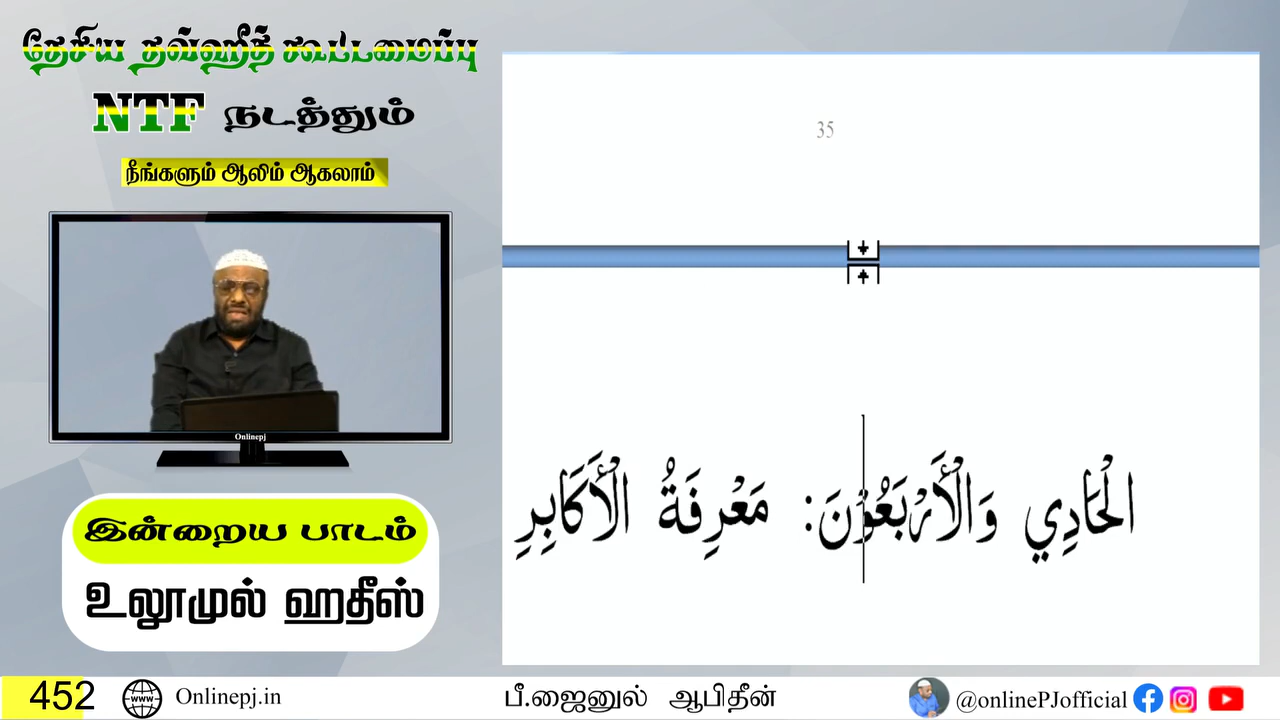 தேசிய தவ்ஹீத் கூட்டமைப்பு
NTF நடத்தும்
நீங்களும் ஆலிம் ஆகலாம்
Onlinepj
இன்றைய பாடம்
உலூமுல் ஹதீஸ்
35
الْحَادِي وَالْأَرْبَعُوْنَ: مَعْرِفَةُ الْأَكَابِرِ
452
www
Onlinepj.in
பீ.ஜைனுல் ஆபிதீன்
@onlinePJofficial